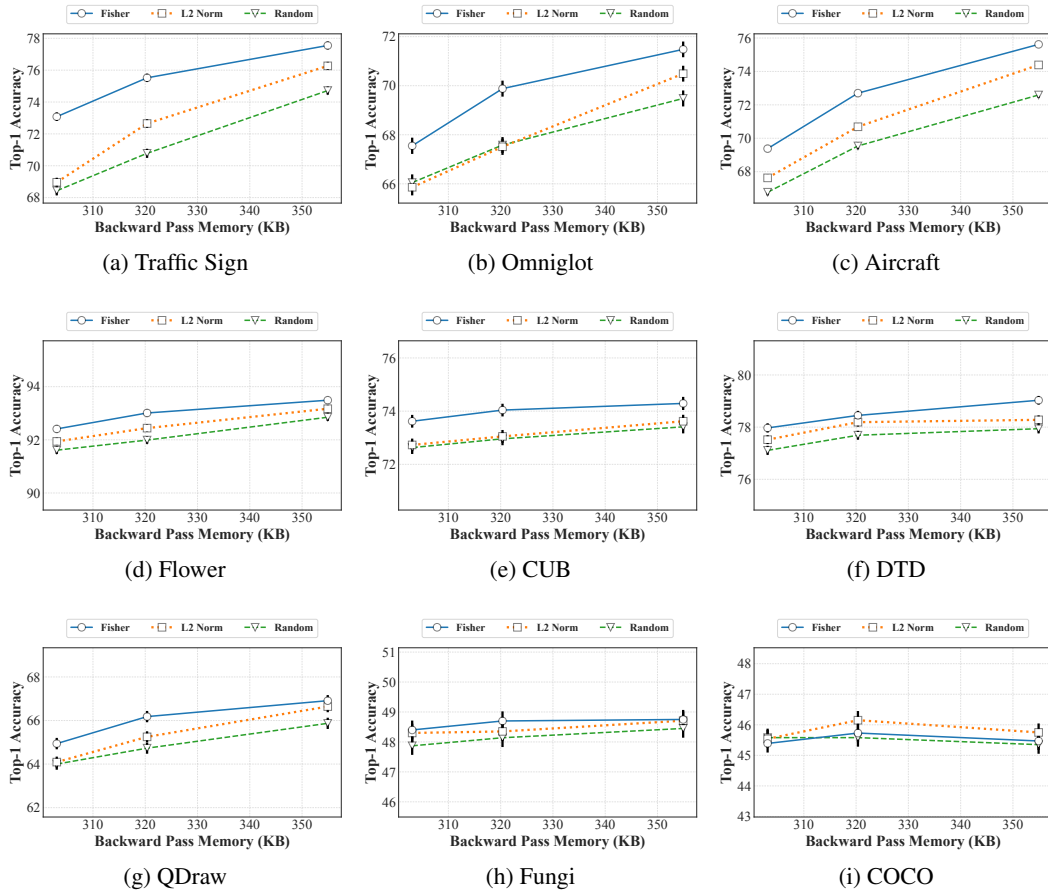 Fisher L2 Norm Random
Fisher L2 Norm Random
Fisher L2 Norm Random
Top-1 Accuracy
78
76
74
72
70
68
310 320 330 340 350
Backward Pass Memory (KB)
(a) Traffic Sign
Top-1 Accuracy
72
70
68
66
310 320 330 340 350
Backward Pass Memory (KB)
(b) Omniglot
Top-1 Accuracy
76
74
72
70
68
310 320 330 340 350
Backward Pass Memory (KB)
(c) Aircraft
Fisher L2 Norm Random
Fisher L2 Norm Random
Fisher L2 Norm Random
Top-1 Accuracy
94
92
90
310 320 330 340 350
Backward Pass Memory (KB)
(d) Flower
Top-1 Accuracy
76
74
72
310 320 330 340 350
Backward Pass Memory (KB)
(e) CUB
Top-1 Accuracy
80
78
76
310 320 330 340 350
Backward Pass Memory (KB)
(f) DTD
Fisher L2 Norm Random
Fisher L2 Norm Random
Fisher L2 Norm Random
Top-1 Accuracy
68
66
64
62
310 320 330 340 350
Backward Pass Memory (KB)
(g) QDraw
Top-1 Accuracy
51
50
49
48
47
46
310 320 330 340 350
Backward Pass Memory (KB)
(h) Fungi
Top-1 Accuracy
48
47
46
45
44
43
310 320 330 340 350
Backward Pass Memory (KB)
(i) COCO